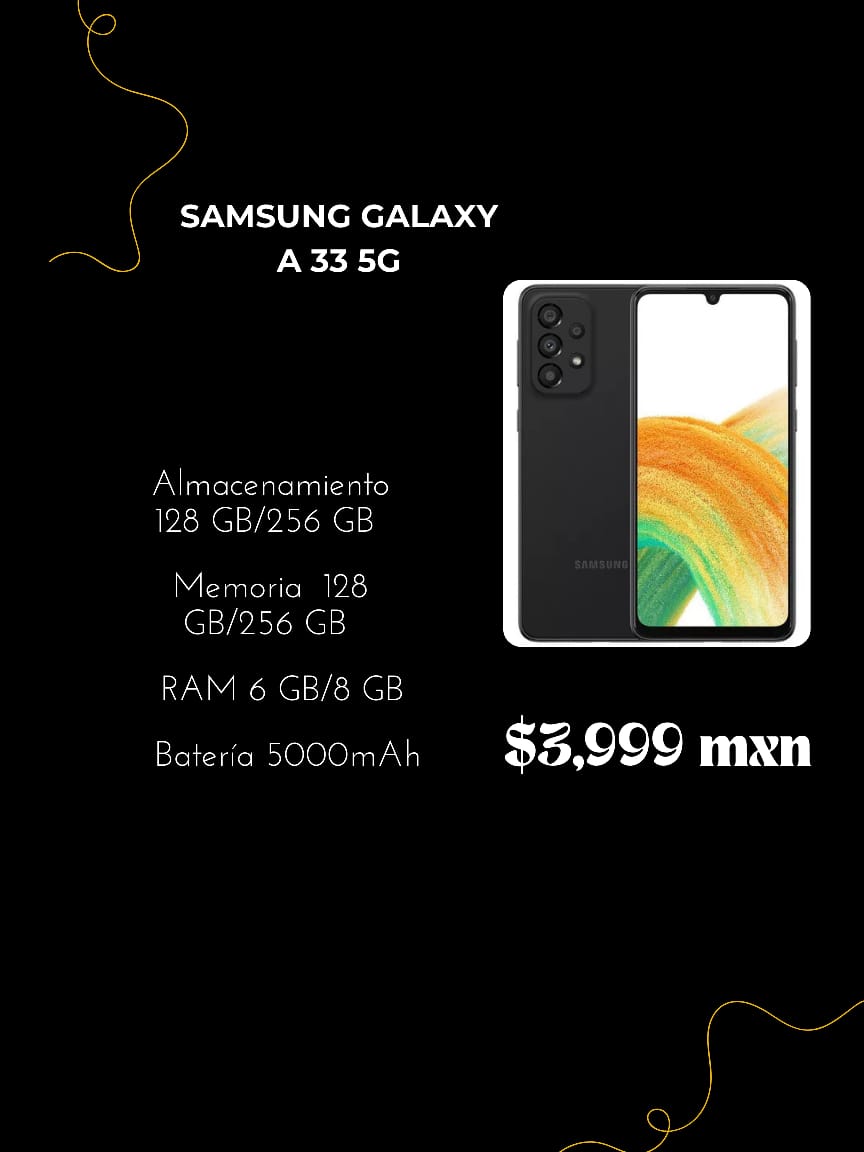 SAMSUNG GALAXY
A 33 5G
SAMSUNG
Almacenamiento
128 GB/256 GB
Memoria 128
GB/256 GB
RAM 6 GB/8 GB
Batería 5000mAh
$3,999 mxn